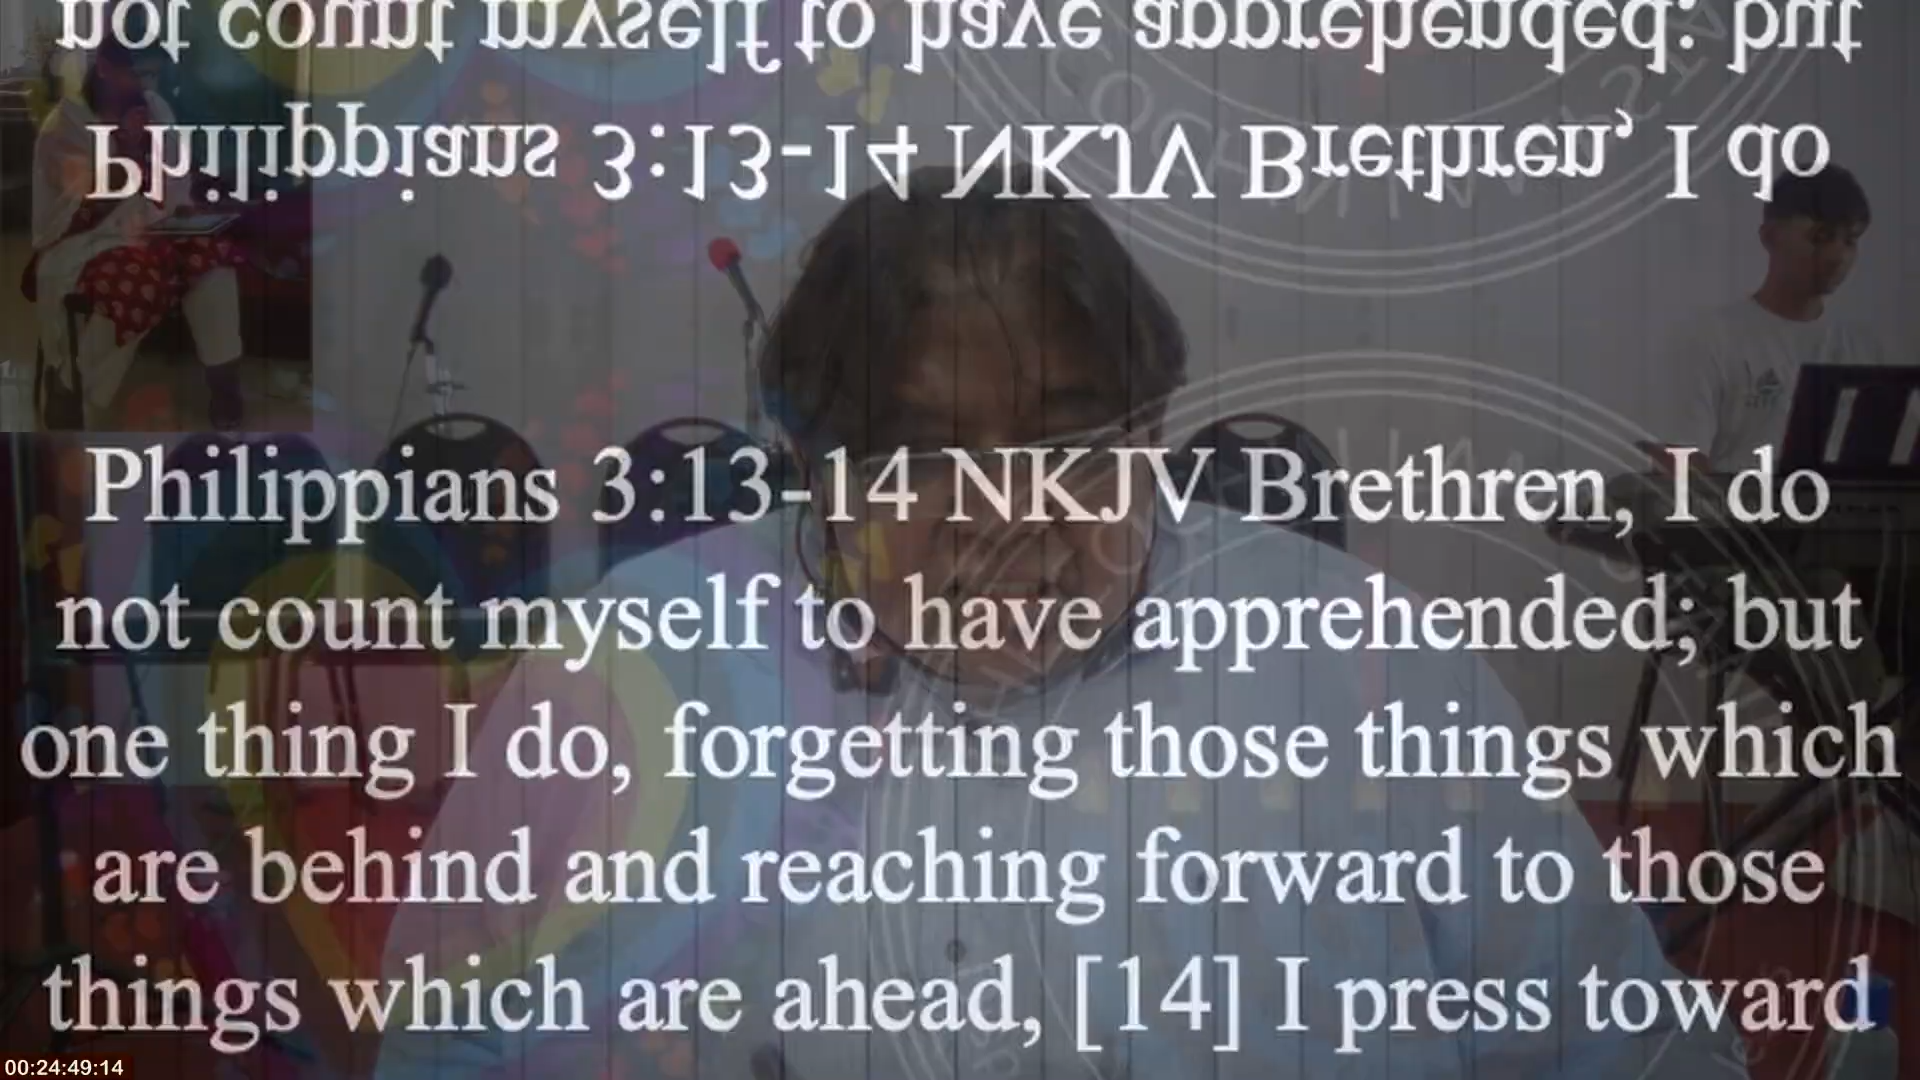 not count myself to have apprehended; but
Philippians 3:13-14 NKJV Brethren, I do
Philippians 3:13-14 NKJV Brethren, I do
not count myself to have apprehended; but
one thing I do, forgetting those things which
are behind and reaching forward to those
things which are ahead, [14] I press toward
00:24:49:14